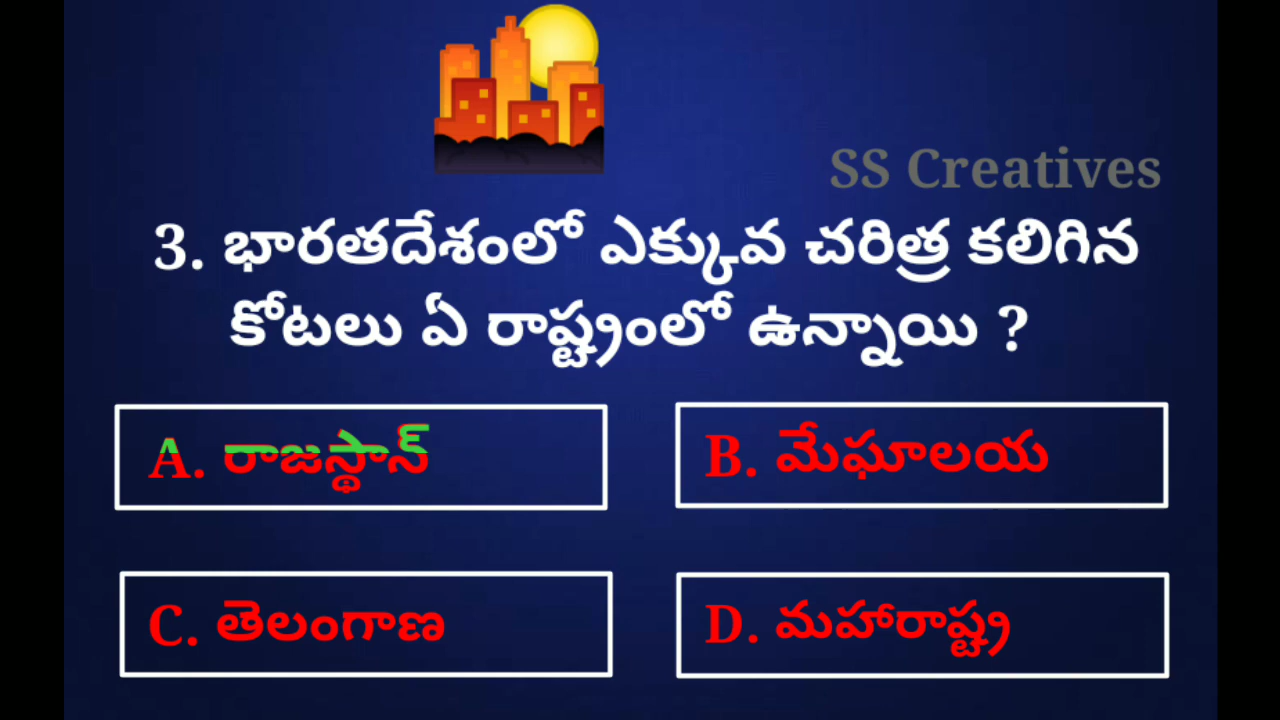 SS Creatives
3. భారతదేశంలో ఎక్కువ చరిత్ర కలిగిన
కోటలు ఏ రాష్ట్రంలో ఉన్నాయి ?
A. రాజస్థాన్
B. మేఘాలయ
C. తెలంగాణ
D. మహారాష్ట్ర